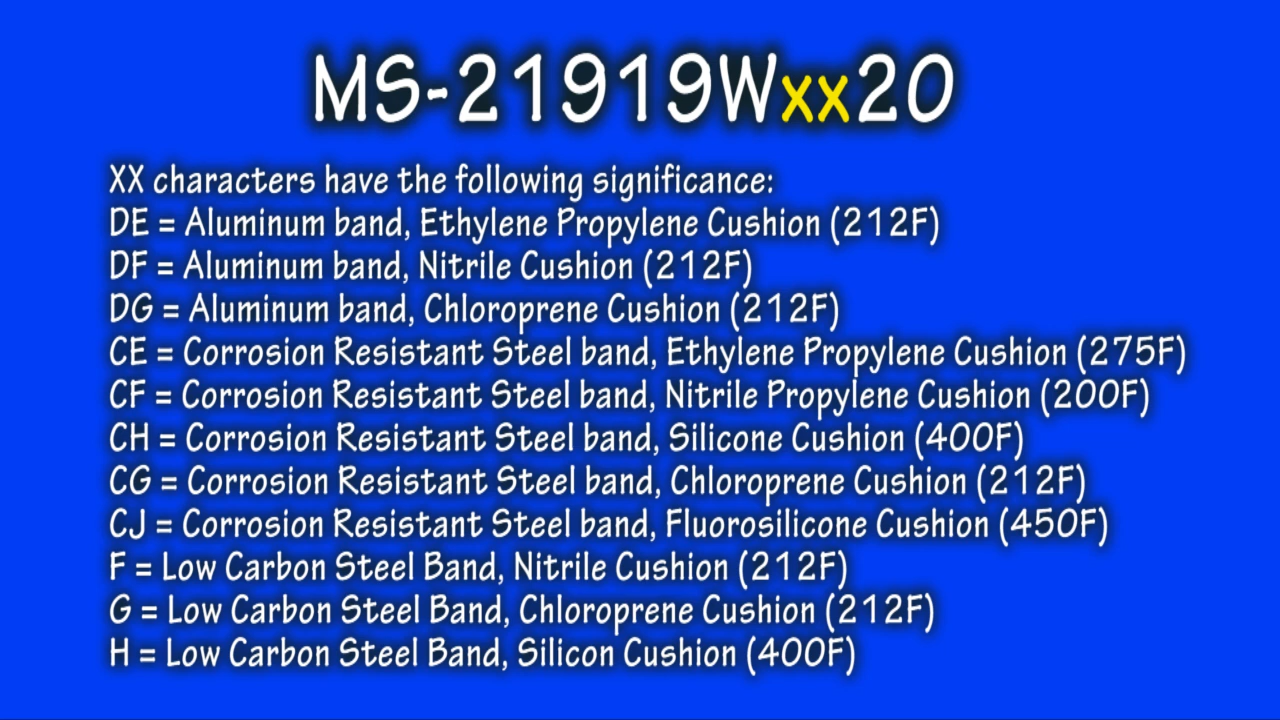 MS-21919Wxx20
XX characters have the following significance:
DE = Aluminum band, Ethylene Propylene Cushion (212F)
DF = Aluminum band, Nitrile Cushion (212F)
DG = Aluminum band, Chloroprene Cushion (212F)
CE = Corrosion Resistant Steel band, Ethylene Propylene Cushion (275F)
CF = Corrosion Resistant Steel band, Nitrile Propylene Cushion (200F)
CH = Corrosion Resistant Steel band, Silicone Cushion (400F)
CG = Corrosion Resistant Steel band, Chloroprene Cushion (212F)
CJ = Corrosion Resistant Steel band, Fluorosilicone Cushion (450F)
F = Low Carbon Steel Band, Nitrile Cushion (212F)
G = Low Carbon Steel Band, Chloroprene Cushion (212F)
H = Low Carbon Steel Band, Silicon Cushion (400F)